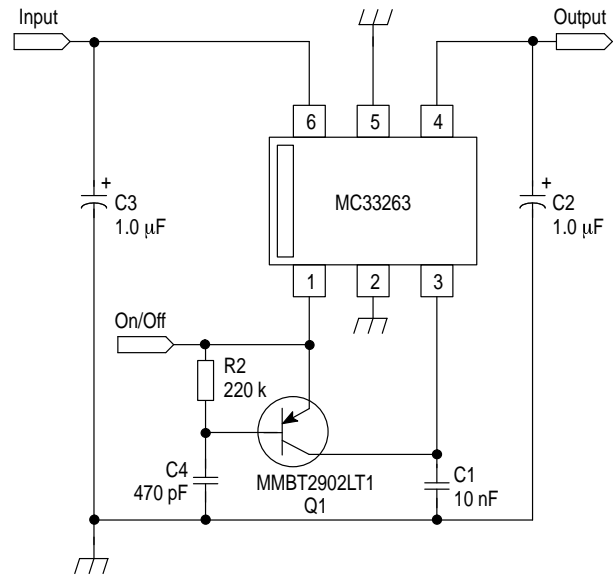 Input
Output
6
5
4
+
C3
1.0 μF
MC33263
+
C2
1.0 μF
1
2
3
On/Off
R2
220 k
C4
470 pF
MMBT2902LT1
Q1
C1
10 nF